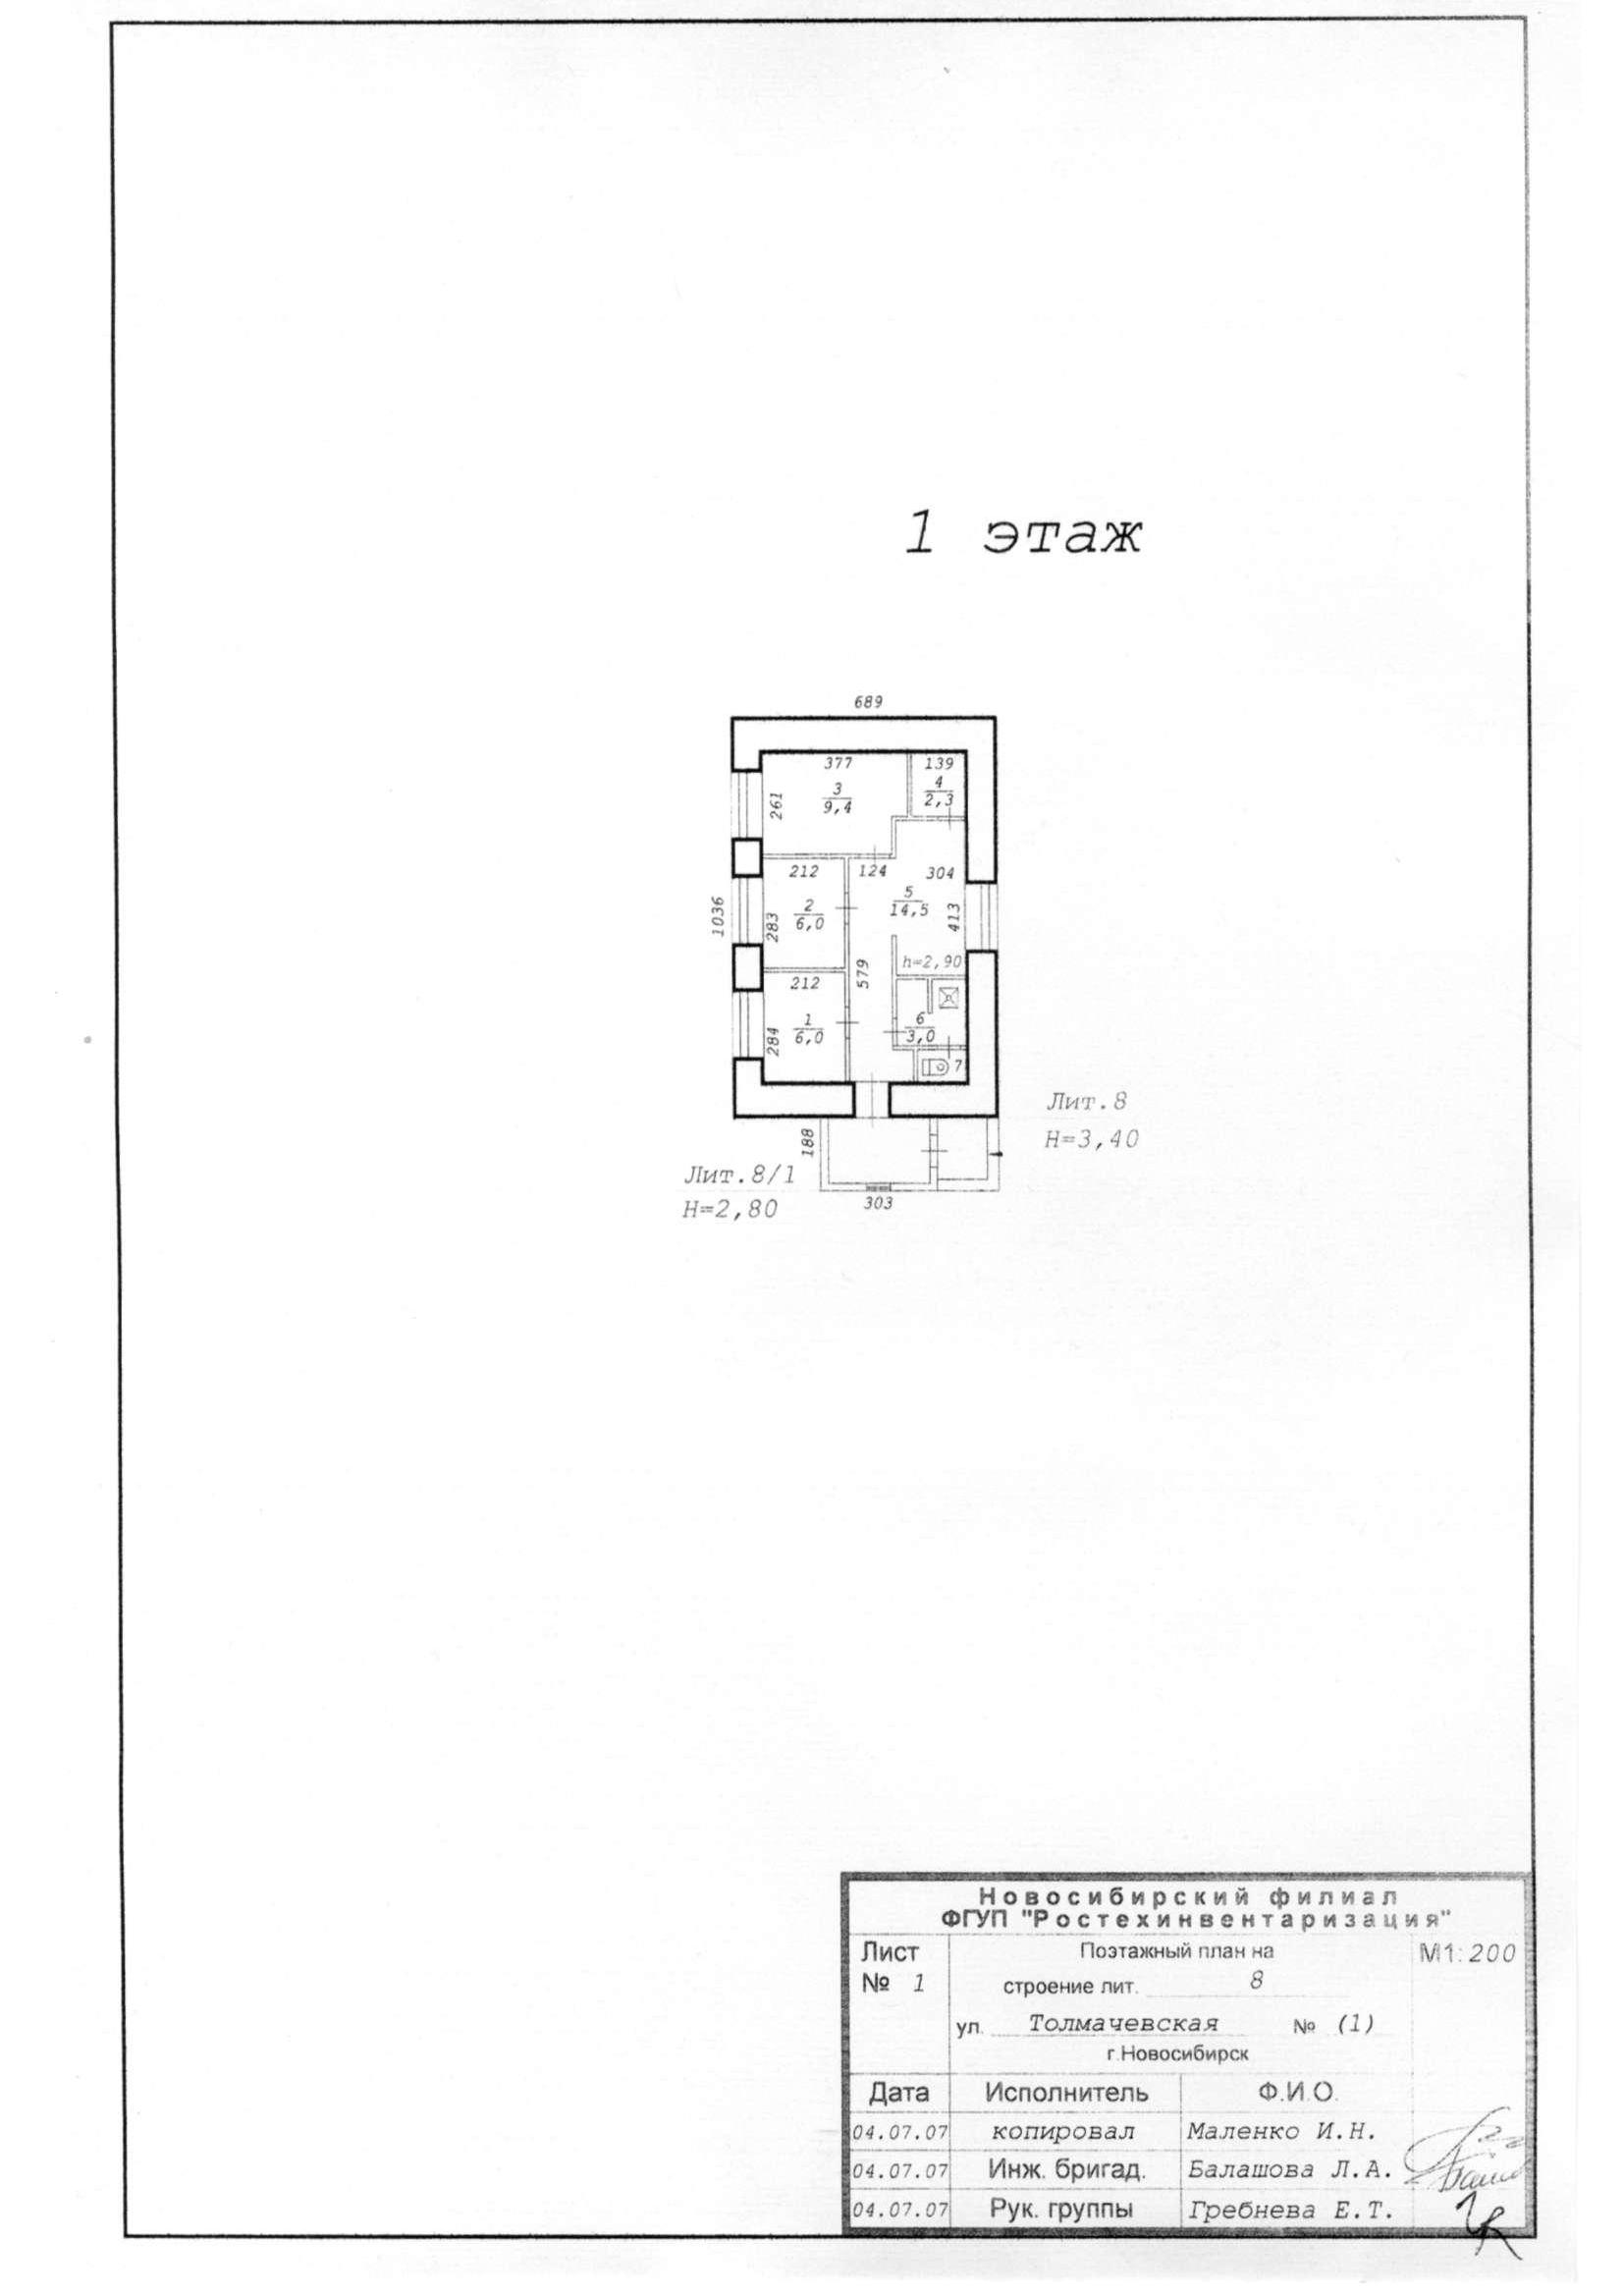 1 этаж
689
377
139
3
9,4
4
2,3
261
212
124
304
2
6,0
5
14,5
283
413
1036
h=2,90
579
212
1
6,0
284
6
3,0
7
Лит.8
Н=3,40
188
Лит.8/1
Н=2,80
303
Новосибирский филиал
ФГУП "Ростехинвентаризация"
Лист
№ 1
Поэтажный план на
строение лит. 8
М1:200
ул. Толмачевская № (1)
г.Новосибирск
Дата Исполнитель Ф.И.О.
04.07.07 копировал Маленко И.Н.
04.07.07 Инж. бригад. Балашова Л.А.
04.07.07 Рук. группы Гребнева Е.Т.